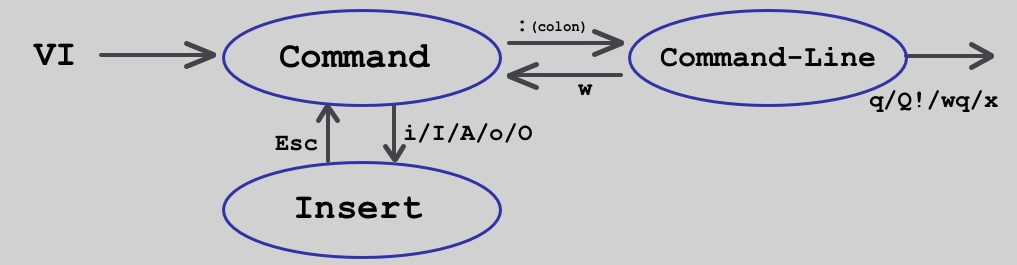 VI
Command
: (colon)
Command-Line
w
q/Q!/wq/x
Esc
i/I/A/o/O
Insert